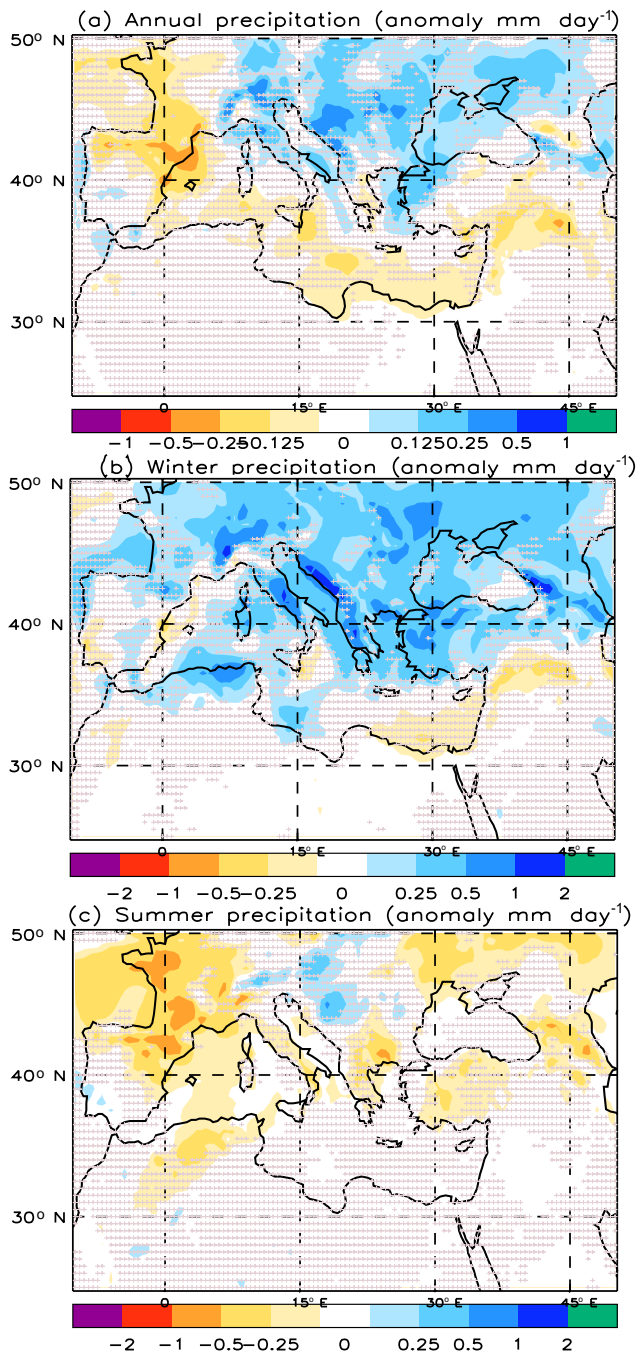 (a) Annual precipitation (anomaly mm day-1)
50° N
40° N
30° N
0 15° E 30° E 45° E
-1 -0.5 -0.25 -0.125 0 0.125 0.25 0.5 1
(b) Winter precipitation (anomaly mm day-1)
50° N
40° N
30° N
0 15° E 30° E 45° E
-2 -1 -0.5 -0.25 0 0.25 0.5 1 2
(c) Summer precipitation (anomaly mm day-1)
50° N
40° N
30° N
0 15° E 30° E 45° E
-2 -1 -0.5 -0.25 0 0.25 0.5 1 2